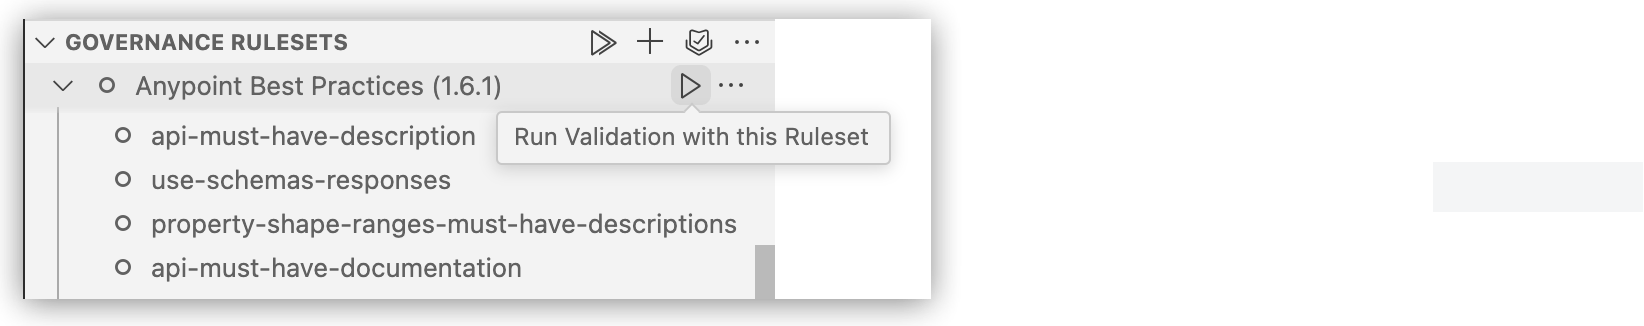 GOVERNANCE RULESETS
Anypoint Best Practices (1.6.1)
api-must-have-description
Run Validation with this Ruleset
use-schemas-responses
property-shape-ranges-must-have-descriptions
api-must-have-documentation